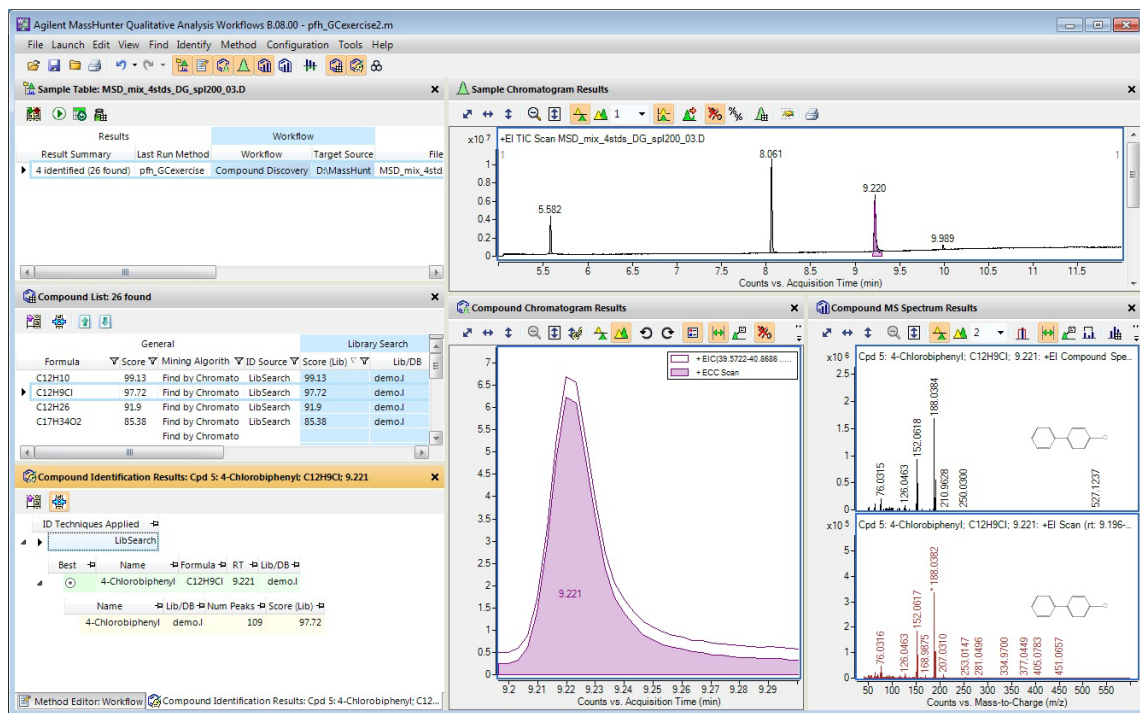 Agilent MassHunter Qualitative Analysis Workflows B.08.00 - pfh_GCexercise2.m
File Launch Edit View Find Identify Method Configuration Tools Help
Sample Table: MSD_mix_4stds_DG_spl200_03.D
Results Workflow
Result Summary Last Run Method Workflow Target Source File
4 identified (26 found) pfh_GCexercise Compound Discovery D:\MassHunt MSD_mix_4std
Sample Chromatogram Results
1
x10 7 +EI TIC Scan MSD_mix_4stds_DG_spl200_03.D
1 1
1
0.8
0.6
0.4
0.2
0
5.582
8.061
9.220
9.989
5.5 6 6.5 7 7.5 8 8.5 9 9.5 10 10.5 11 11.5
Counts vs. Acquisition Time (min)
Compound List: 26 found
General Library Search
Formula Score Mining Algorith ID Source Score (Lib) Lib/DB
C12H10 99.13 Find by Chromato LibSearch 99.13 demo.l
C12H9Cl 97.72 Find by Chromato LibSearch 97.72 demo.l
C12H26 91.9 Find by Chromato LibSearch 91.9 demo.l
C17H34O2 85.38 Find by Chromato LibSearch 85.38 demo.l
Find by Chromato
Compound Identification Results: Cpd 5: 4-Chlorobiphenyl; C12H9Cl; 9.221
ID Techniques Applied
LibSearch
Best Name Formula RT Lib/DB
4-Chlorobiphenyl C12H9Cl 9.221 demo.l
Name Lib/DB Num Peaks Score (Lib)
4-Chlorobiphenyl demo.l 109 97.72
Method Editor: Workflow Compound Identification Results: Cpd 5: 4-Chlorobiphenyl; C12...
Compound Chromatogram Results
+ EIC(39.5722-40.8686 .....
+ ECC Scan
7
6.5
6
5.5
5
4.5
4
3.5
3
2.5
2
1.5
1
0.5
0
9.221
9.2 9.21 9.22 9.23 9.24 9.25 9.26 9.27 9.28 9.29
Counts vs. Acquisition Time (min)
Compound MS Spectrum Results
2
x10 6 Cpd 5: 4-Chlorobiphenyl; C12H9Cl; 9.221: +EI Compound Spe...
2
1.5
1
0.5
0
76.0315
126.0463
152.0618
188.0384
210.9628
250.0300
527.1237
x10 5 Cpd 5: 4-Chlorobiphenyl; C12H9Cl; 9.221: +EI Scan (rt: 9.196-...
5
4
3
2
1
0
76.0316
126.0463
152.0617
168.9875
* 188.0382
207.0310
253.0147
281.0496
334.9700
377.0449
405.0783
451.0657
50 100 150 200 250 300 350 400 450 500 550
Counts vs. Mass-to-Charge (m/z)